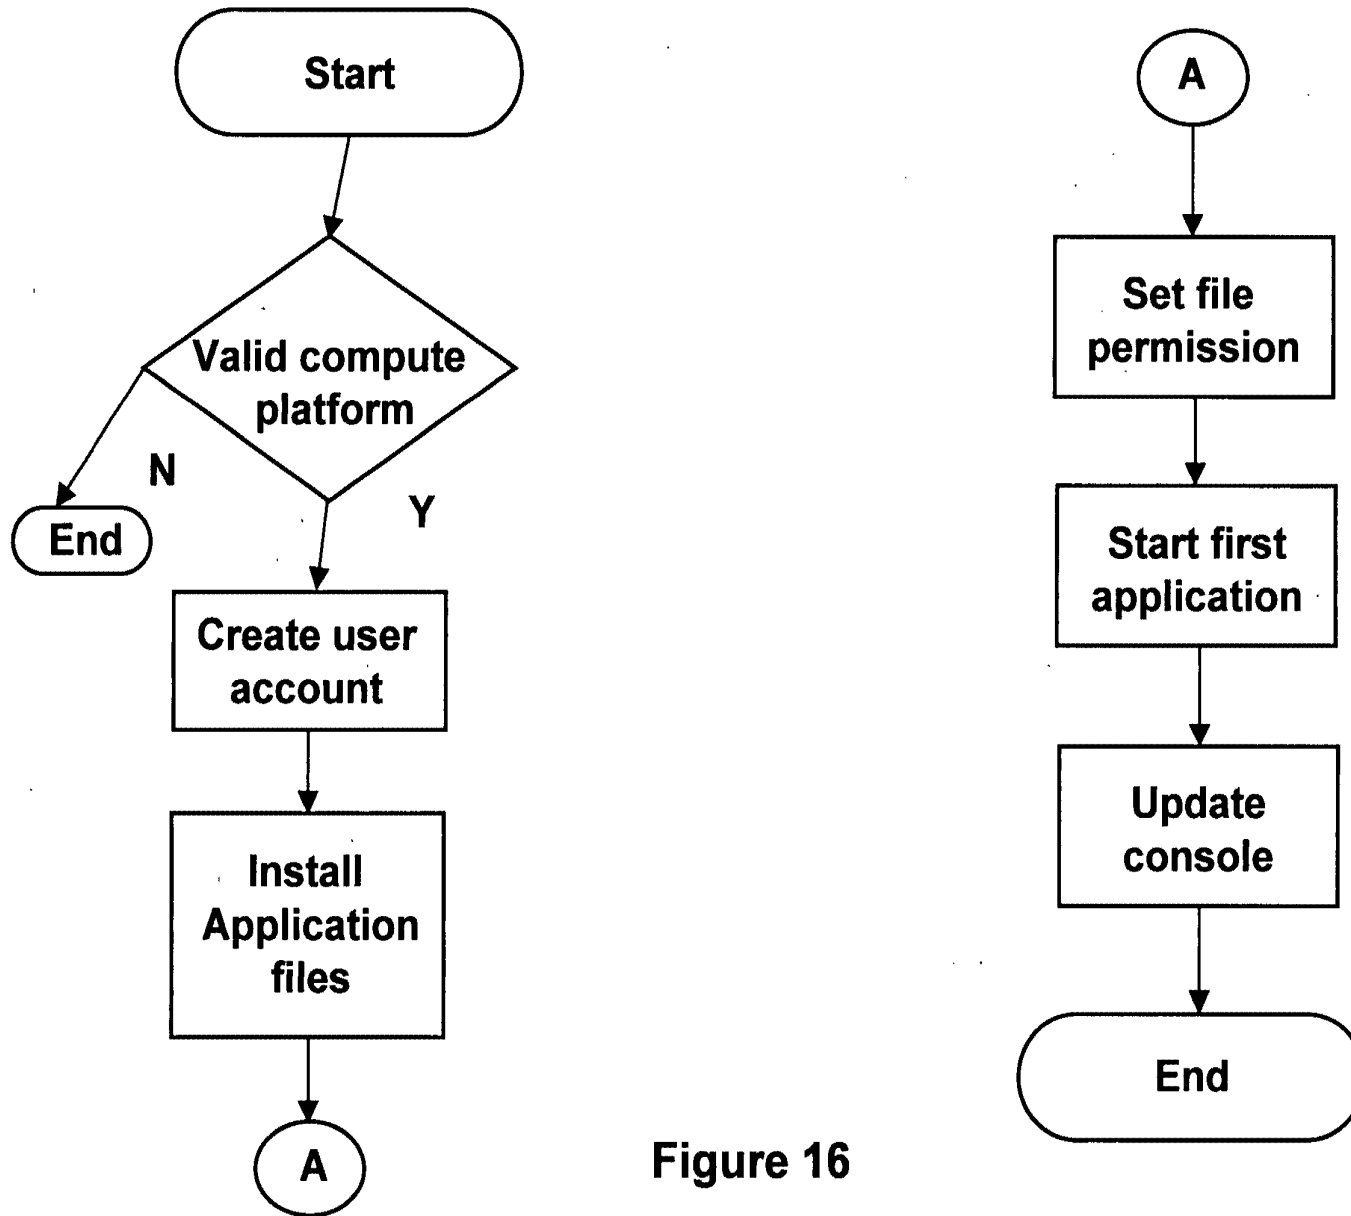 Start
Valid compute
platform
N
Y
End
Create user
account
Install
Application
files
A
A
Set file
permission
Start first
application
Update
console
End
Figure 16